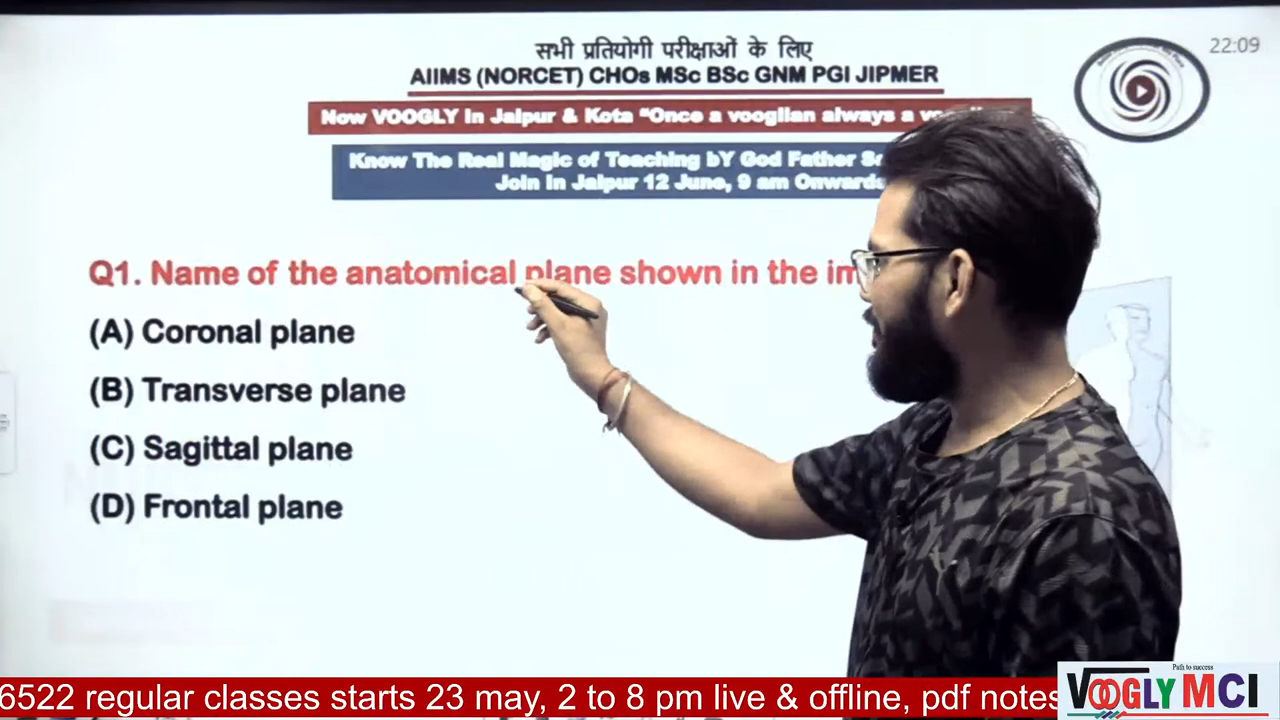 सभी प्रतियोगी परीक्षाओं के लिए
22:09
AIIMS (NORCET) CHOs MSc BSc GNM PGI JIPMER
Now VOOGLY in Jaipur & Kota "Once a vooglian always a
Know The Real Magic of Teaching bY God Father
Join in Jaipur 12 June, 9 am Onwards
Q1. Name of the anatomical plane shown in the
(A) Coronal plane
(B) Transverse plane
(C) Sagittal plane
(D) Frontal plane
Path to success
VOOGLY MCI
6522 regular classes starts 23 may, 2 to 8 pm live & offline, pdf notes